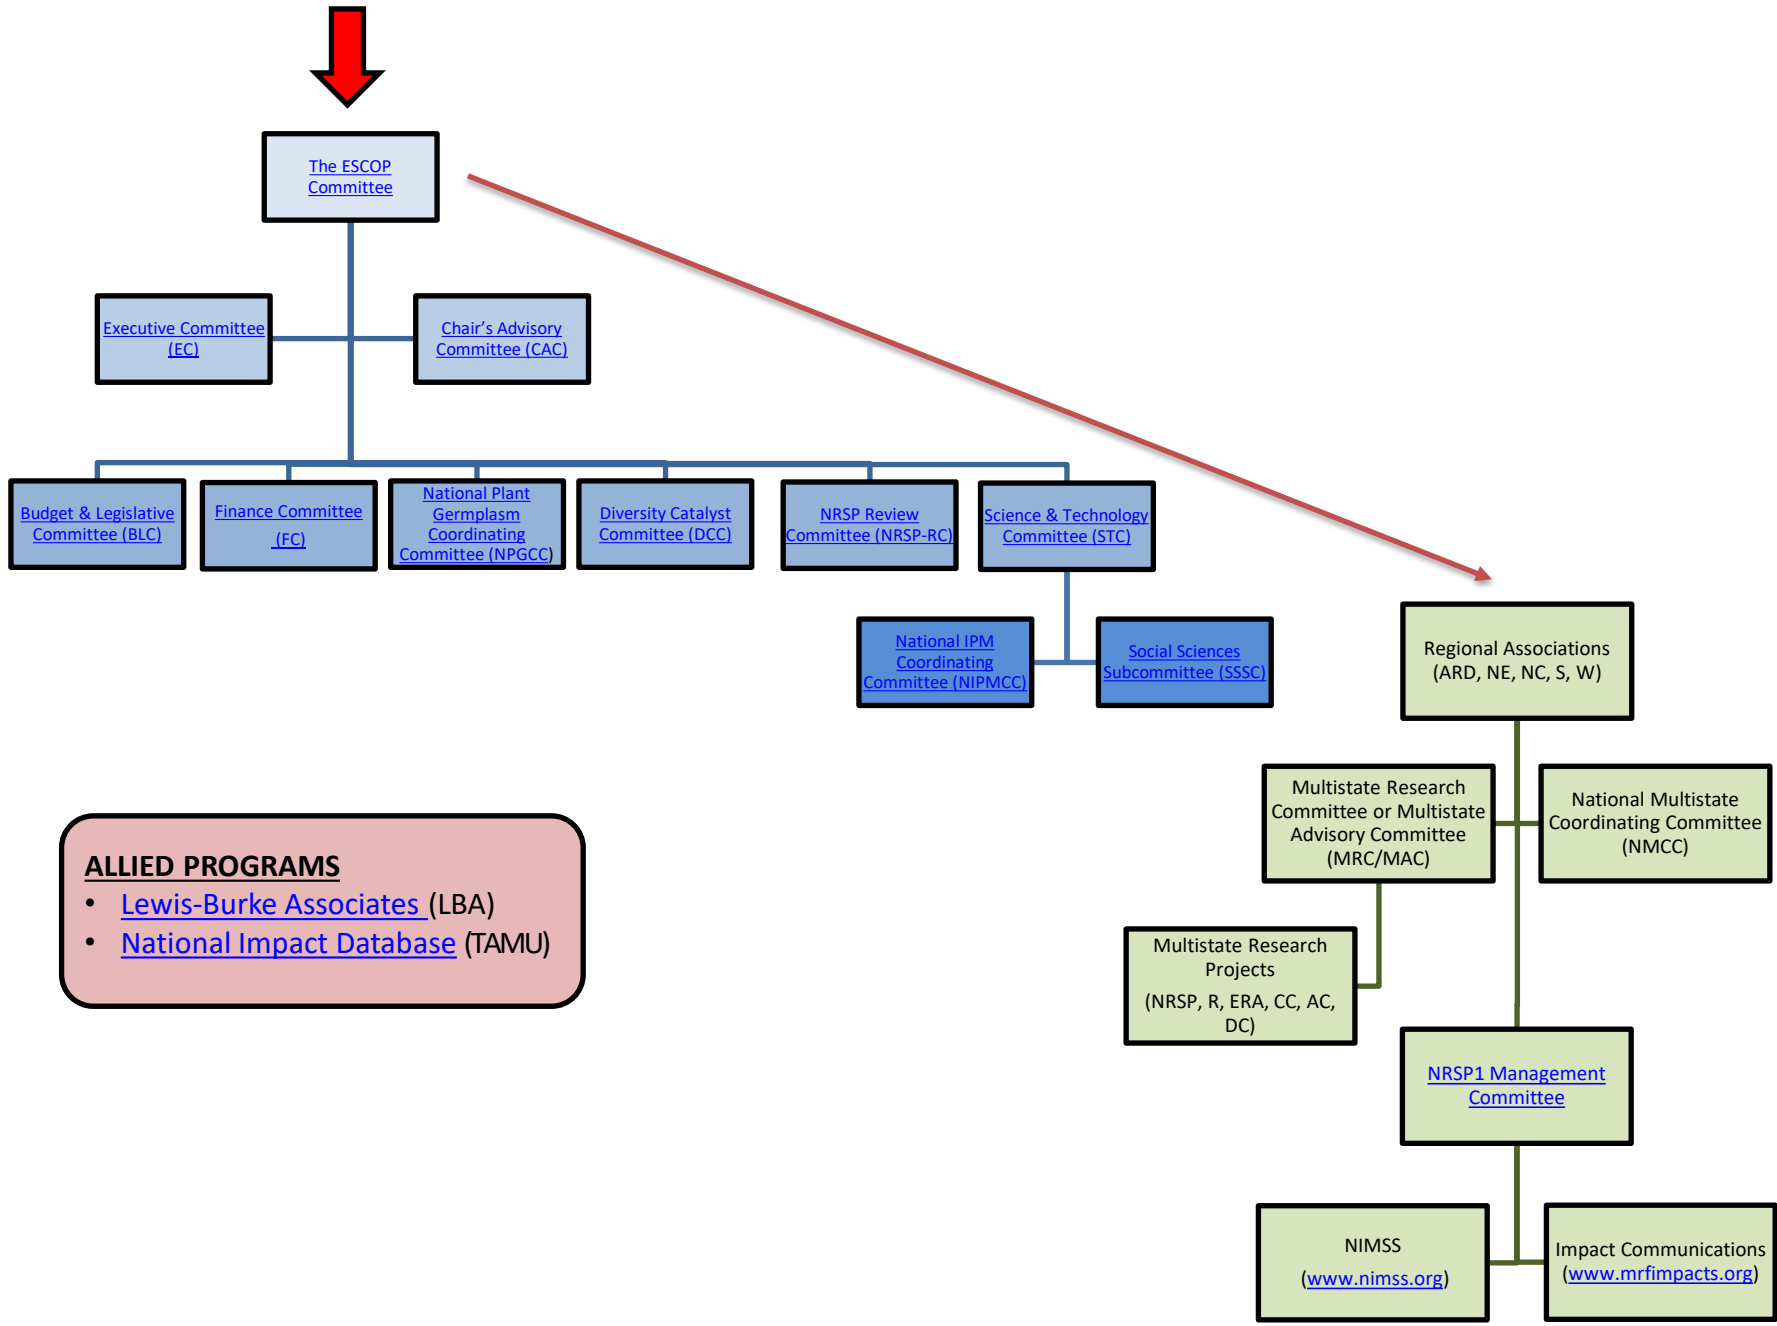 The ESCOP
Committee
Executive Committee
(EC)
Chair's Advisory
Committee (CAC)
Budget & Legislative
Committee (BLC)
Finance Committee
(FC)
National Plant
Germplasm
Coordinating
Committee (NPGCC)
Diversity Catalyst
Committee (DCC)
NRSP Review
Committee (NRSP-RC)
Science & Technology
Committee (STC)
National IPM
Coordinating
Committee (NIPMCC)
Social Sciences
Subcommittee (SSSC)
Regional Associations
(ARD, NE, NC, S, W)
Multistate Research
Committee or Multistate
Advisory Committee
(MRC/MAC)
National Multistate
Coordinating Committee
(NMCC)
ALLIED PROGRAMS
• Lewis-Burke Associates (LBA)
• National Impact Database (TAMU)
Multistate Research
Projects
(NRSP, R, ERA, CC, AC,
DC)
NRSP1 Management
Committee
NIMSS
(www.nimss.org)
Impact Communications
(www.mrfimpacts.org)